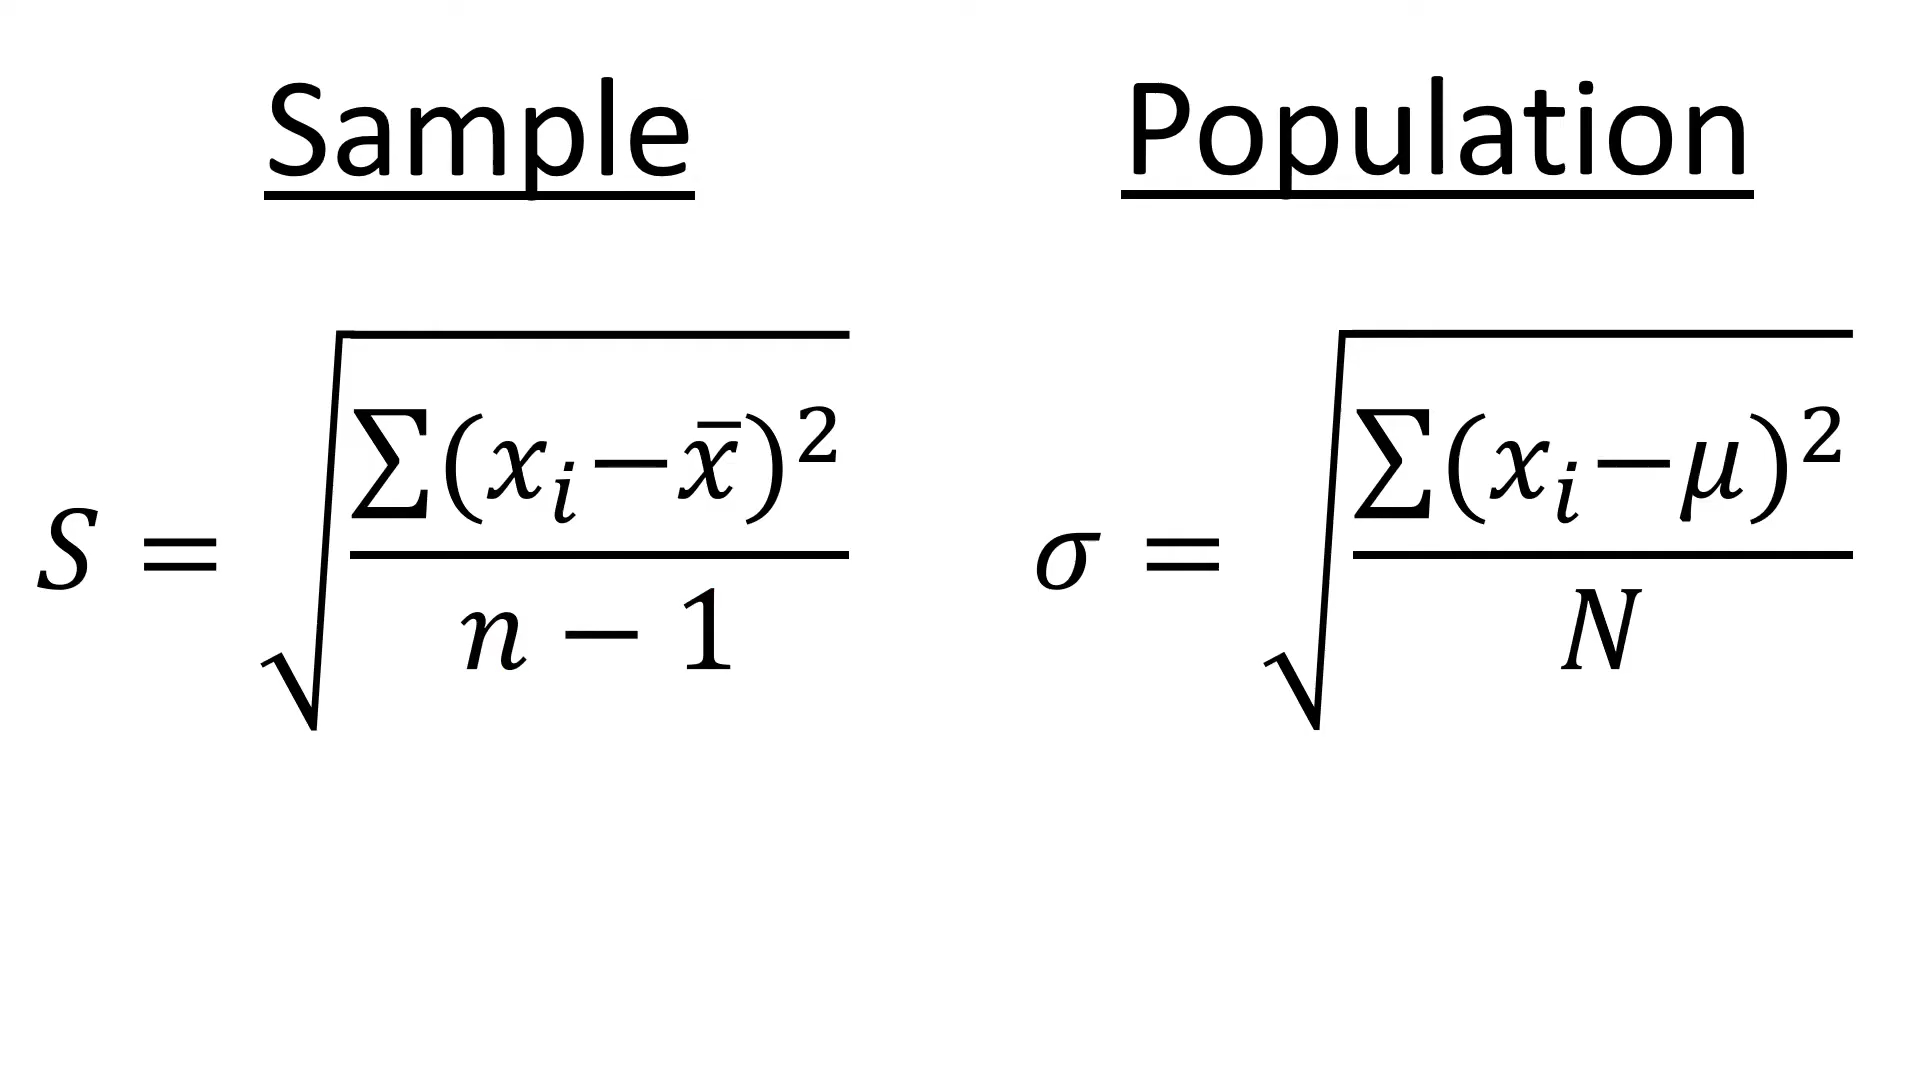 Sample
S = √(∑(xᵢ−x̄)² / n − 1)
Population
σ = √(∑(xᵢ−μ)² / N)